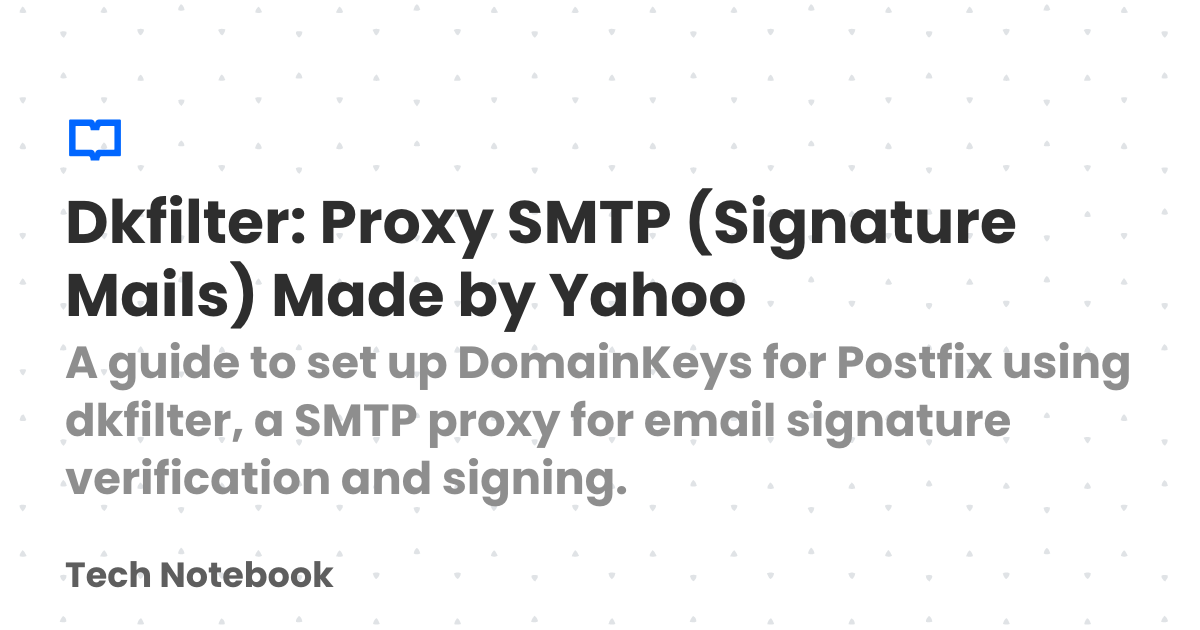 Dkfilter: Proxy SMTP (Signature
Mails) Made by Yahoo
A guide to set up DomainKeys for Postfix using
dkfilter, a SMTP proxy for email signature
verification and signing.
Tech Notebook